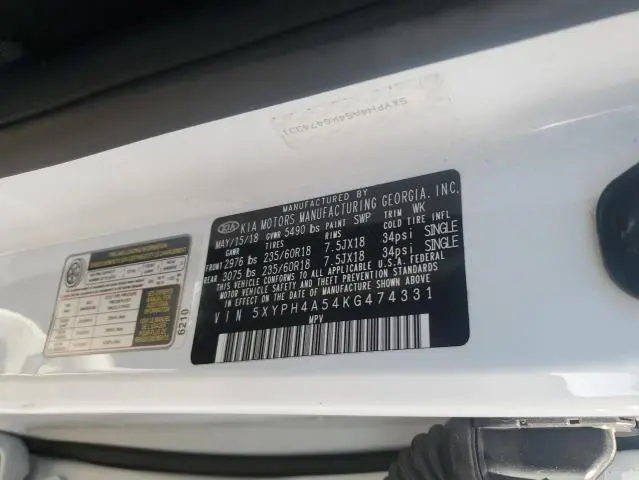 5XYPH4A54KG474331
MANUFACTURED BY
KIA KIA MOTORS MANUFACTURING GEORGIA, INC.
MAY/15/18 GVWR 5490 lbs PAINT SWP TRIM WK
GAWR TIRES RIMS COLD TIRE INFL
FRONT 2976 lbs 235/60R18 7.5JX18 34psi SINGLE
REAR 3075 lbs 235/60R18 7.5JX18 34psi SINGLE
THIS VEHICLE CONFORMS TO ALL APPLICABLE U.S.A. FEDERAL
MOTOR VEHICLE SAFETY AND THEFT PREVENTION STANDARDS
IN EFFECT ON THE DATE OF MANUFACTURE SHOWN ABOVE.
VIN 5XYPH4A54KG474331
MPV
6210